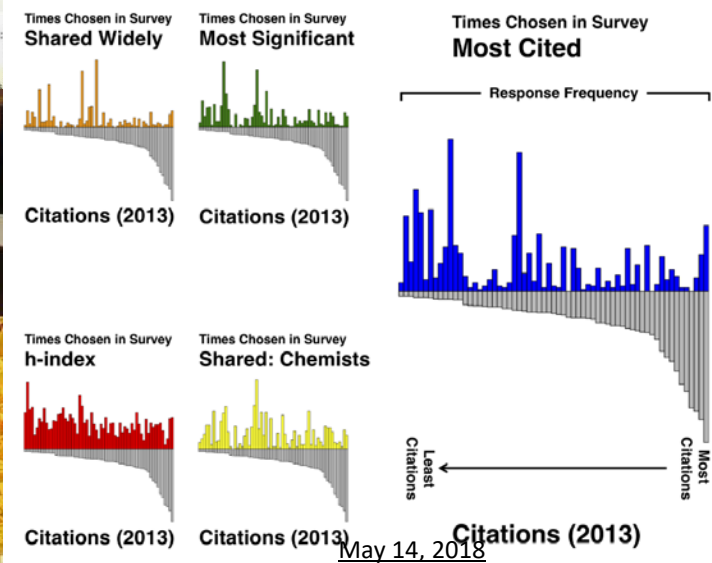 Times Chosen in Survey
Shared Widely
Citations (2013)
Times Chosen in Survey
Most Significant
Citations (2013)
Times Chosen in Survey
Most Cited
Response Frequency
Least
Citations
Most
Citations
Citations (2013)
Times Chosen in Survey
h-index
Citations (2013)
Times Chosen in Survey
Shared: Chemists
Citations (2013)
May 14, 2018